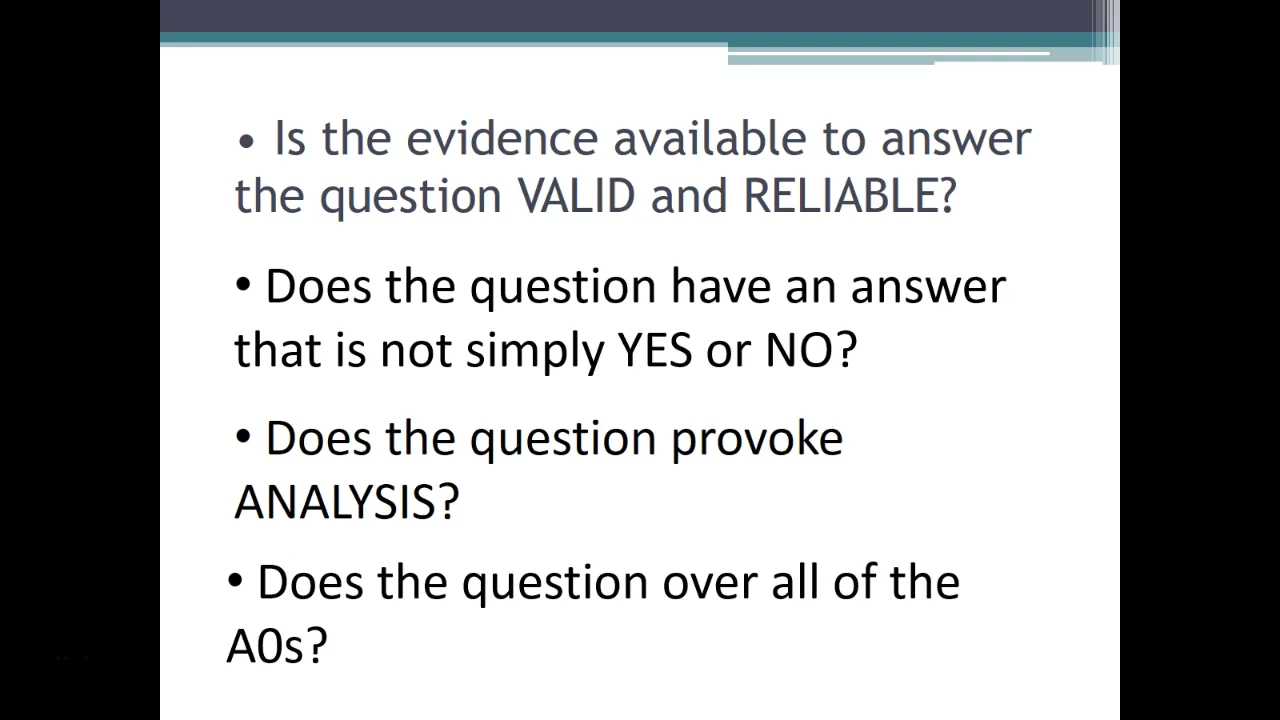 • Is the evidence available to answer
the question VALID and RELIABLE?
• Does the question have an answer
that is not simply YES or NO?
• Does the question provoke
ANALYSIS?
• Does the question over all of the
A0s?